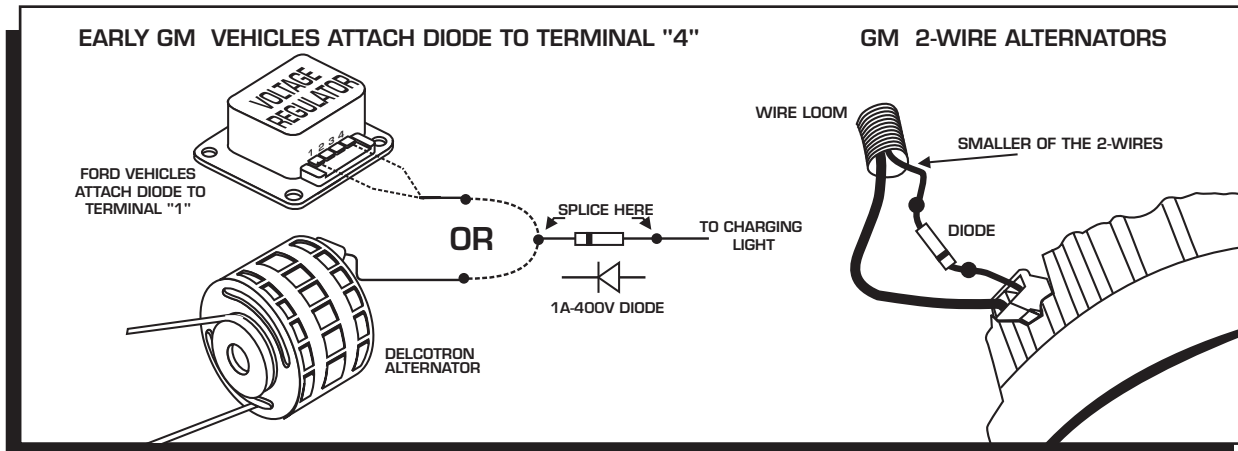 EARLY GM VEHICLES ATTACH DIODE TO TERMINAL "4"
VOLTAGE
REGULATOR
1 2 3 4
FORD VEHICLES
ATTACH DIODE TO
TERMINAL "1"
OR
SPLICE HERE
TO CHARGING
LIGHT
1A-400V DIODE
DELCOTRON
ALTERNATOR
GM 2-WIRE ALTERNATORS
WIRE LOOM
SMALLER OF THE 2-WIRES
DIODE